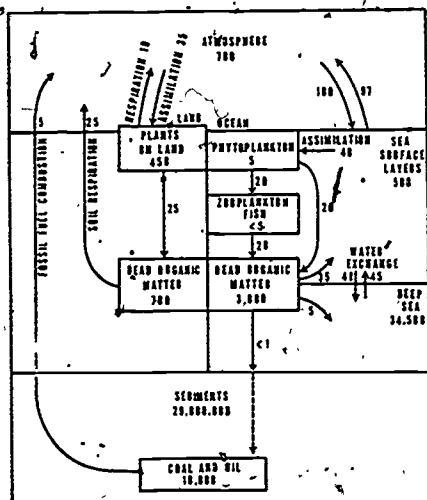 ATMOSPHERE
700
RESPIRATION 10
ASSIMILATION 35
100
97
5
25
LAND
OCEAN
FOSSIL FUEL COMBUSTION
SOIL RESPIRATION
PLANTS
ON LAND
450
PHYTOPLANKTON
5
ASSIMILATION
40
SEA
SURFACE
LAYERS
500
20
25
ZOOPLANKTON
FISH
<5
20
20
WATER
EXCHANGE
45
35
DEAD ORGANIC
MATTER
700
DEAD ORGANIC
MATTER
3,000
5
DEEP
SEA
34,500
<1
SEDIMENTS
20,000,000
COAL AND OIL
10,000